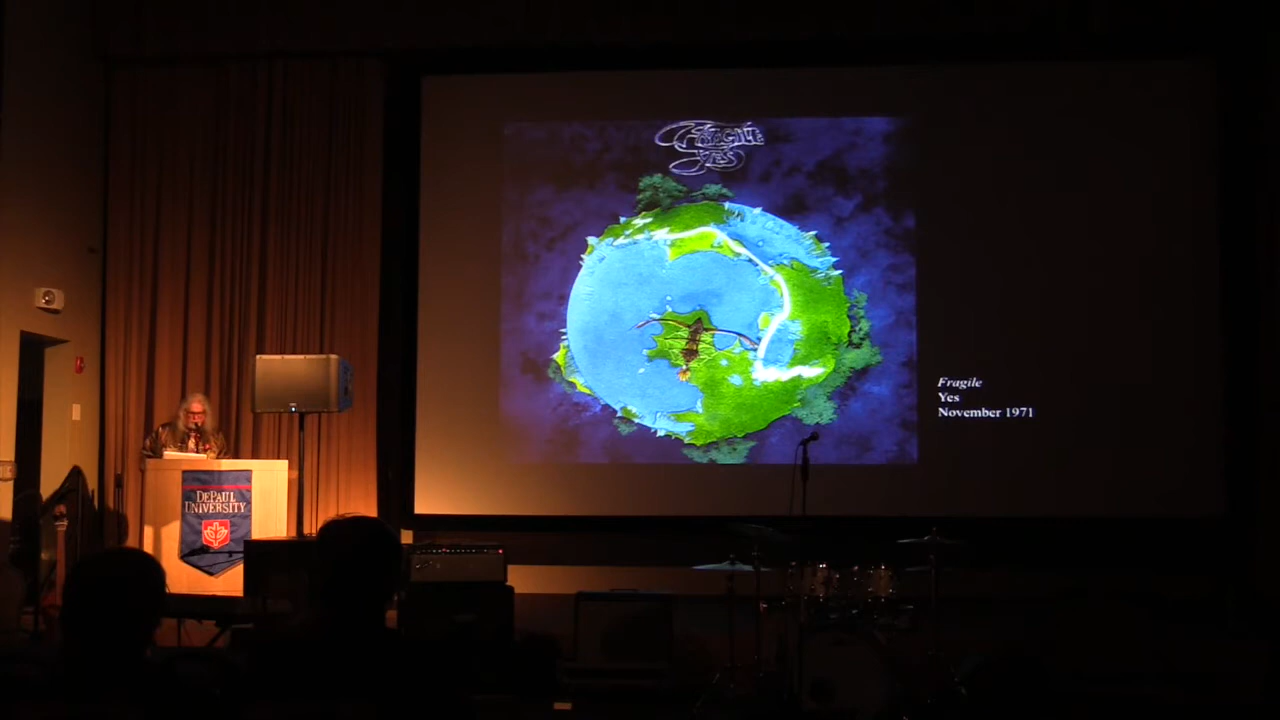 FRAGILE
YES
Fragile
Yes
November 1971
DEPAUL
UNIVERSITY